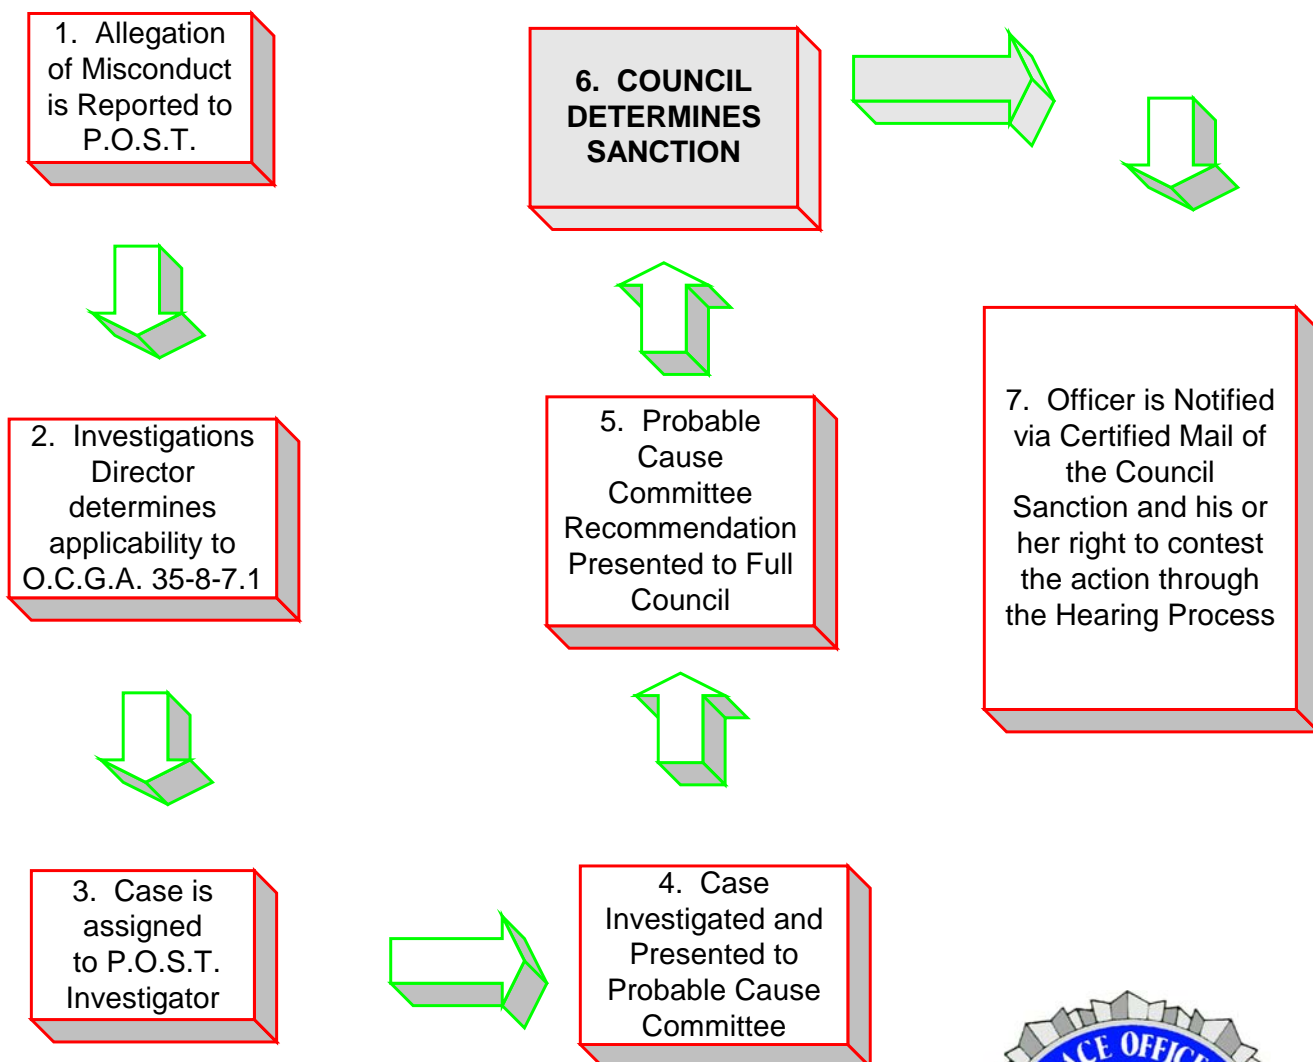 1. Allegation
of Misconduct
is Reported to
P.O.S.T.
2. Investigations
Director
determines
applicability to
O.C.G.A. 35-8-7.1
3. Case is
assigned
to P.O.S.T.
Investigator
4. Case
Investigated and
Presented to
Probable Cause
Committee
5. Probable
Cause
Committee
Recommendation
Presented to Full
Council
6. COUNCIL
DETERMINES
SANCTION
7. Officer is Notified
via Certified Mail of
the Council
Sanction and his or
her right to contest
the action through
the Hearing Process